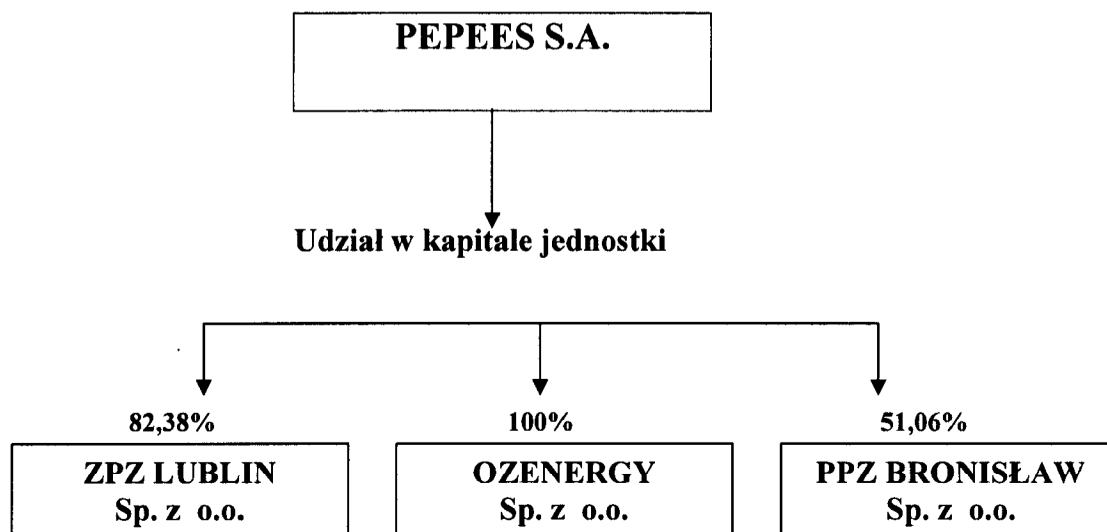 PEPEES S.A.
Udział w kapitale jednostki
82,38% 100% 51,06%
ZPZ LUBLIN OZENERGY PPZ BRONISŁAW
Sp. z o.o. Sp. z o.o. Sp. z o.o.